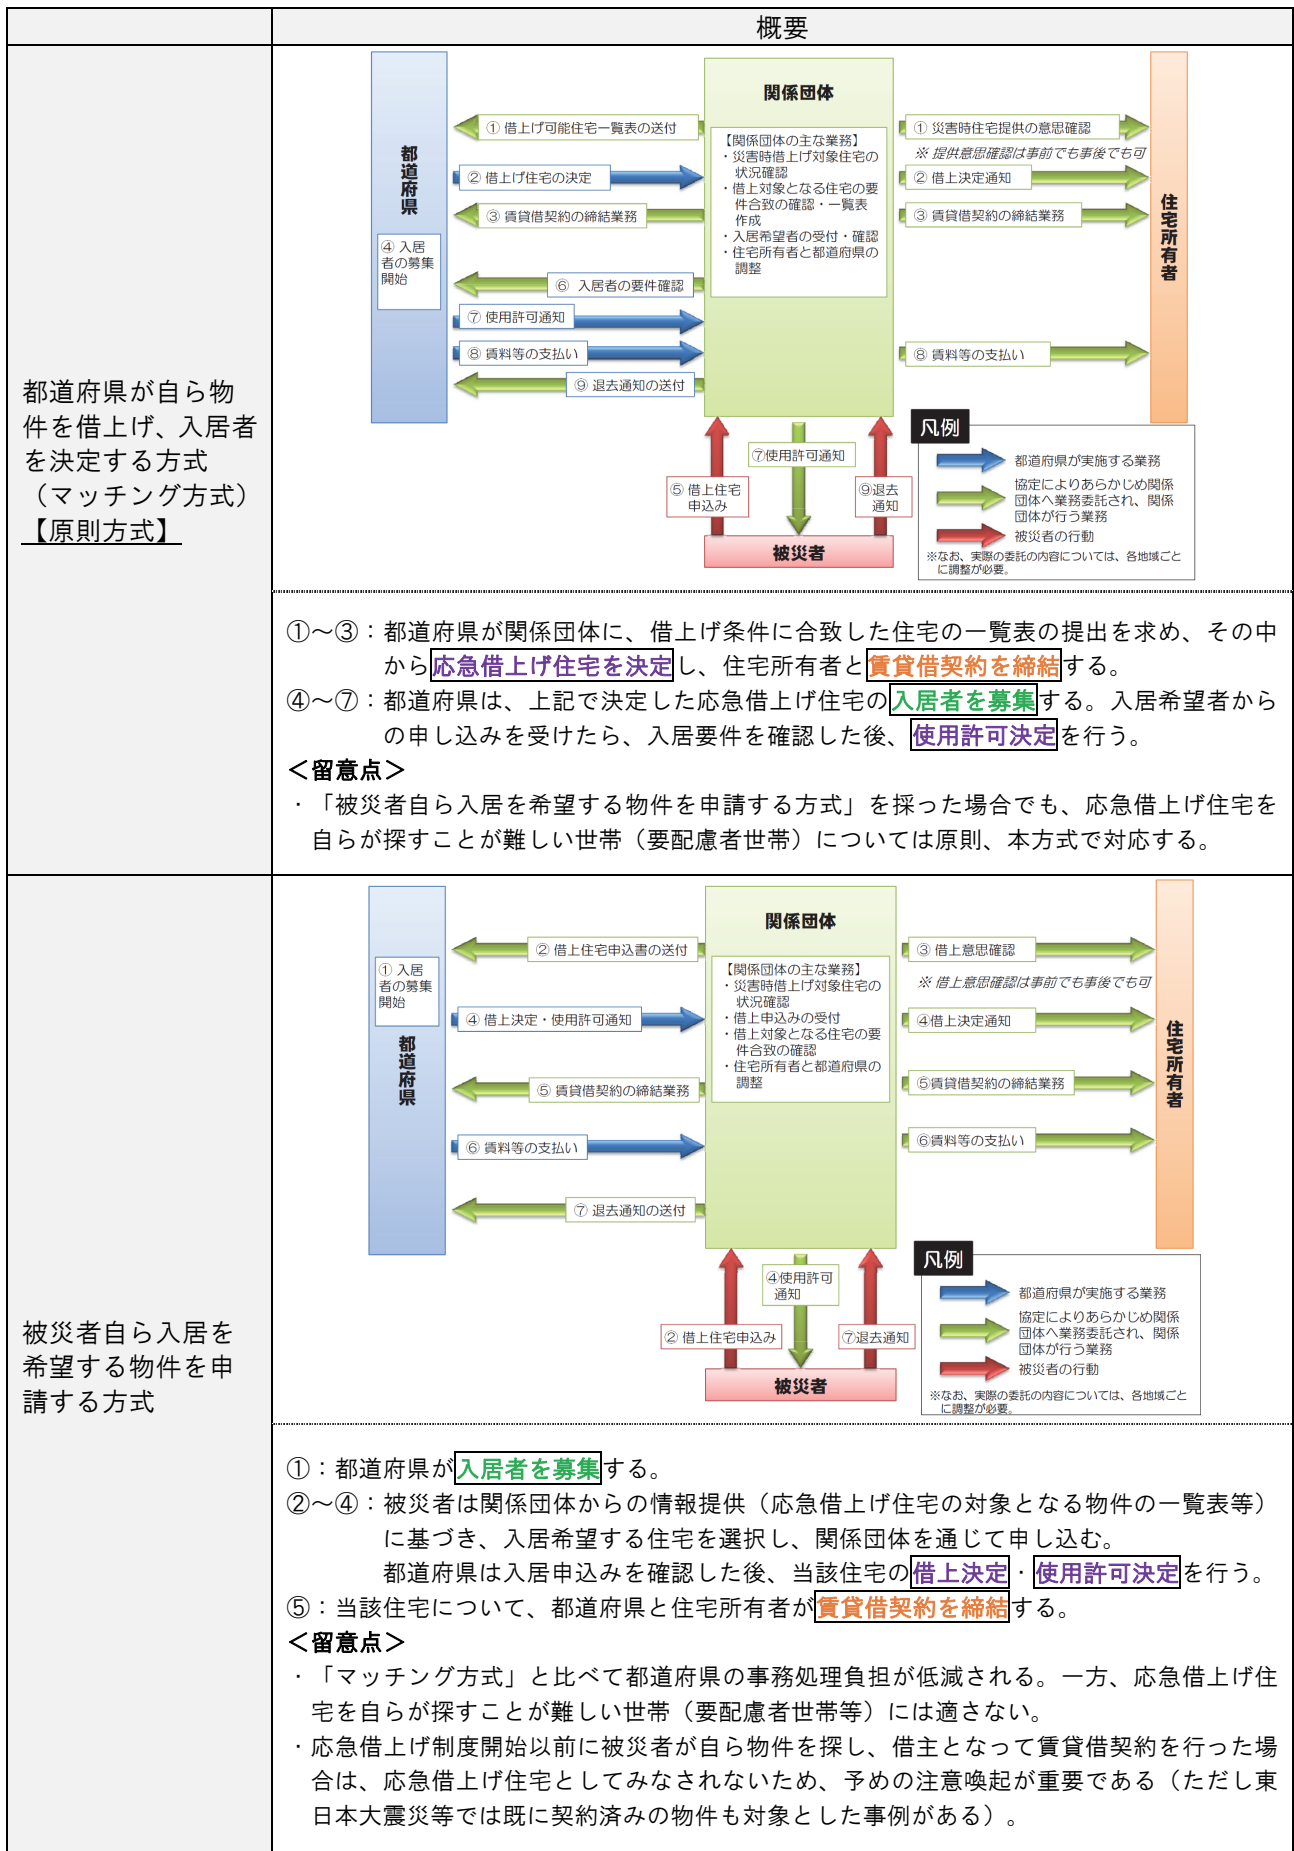 概要
都道府県が自ら物
件を借上げ、入居者
を決定する方式
（マッチング方式）
【原則方式】
都道府県
④ 入居
者の募集
開始
① 借上げ可能住宅一覧表の送付
② 借上げ住宅の決定
③ 賃貸借契約の締結業務
⑥ 入居者の要件確認
⑦ 使用許可通知
⑧ 賃料等の支払い
⑨ 退去通知の送付
関係団体
【関係団体の主な業務】
・災害時借上げ対象住宅の
状況確認
・借上対象となる住宅の要
件合致の確認・一覧表
作成
・入居希望者の受付・確認
・住宅所有者と都道府県の
調整
① 災害時住宅提供の意思確認
※ 提供意思確認は事前でも事後でも可
② 借上決定通知
③ 賃貸借契約の締結業務
⑧ 賃料等の支払い
住宅所有者
⑤ 借上住宅
申込み
⑦使用許可通知
⑨退去
通知
被災者
凡例
都道府県が実施する業務
協定によりあらかじめ関係
団体へ業務委託され、関係
団体が行う業務
被災者の行動
※なお、実際の委託の内容については、各地域ごと
に調整が必要。
①～③：都道府県が関係団体に、借上げ条件に合致した住宅の一覧表の提出を求め、その中
から応急借上げ住宅を決定し、住宅所有者と賃貸借契約を締結する。
④～⑦：都道府県は、上記で決定した応急借上げ住宅の入居者を募集する。入居希望者から
の申し込みを受けたら、入居要件を確認した後、使用許可決定を行う。
＜留意点＞
・「被災者自ら入居を希望する物件を申請する方式」を採った場合でも、応急借上げ住宅を
自らが探すことが難しい世帯（要配慮者世帯）については原則、本方式で対応する。
被災者自ら入居を
希望する物件を申
請する方式
① 入居
者の募集
開始
都道府県
② 借上住宅申込書の送付
④ 借上決定・使用許可通知
⑤ 賃貸借契約の締結業務
⑥ 賃料等の支払い
⑦ 退去通知の送付
関係団体
【関係団体の主な業務】
・災害時借上げ対象住宅の
状況確認
・借上申込みの受付
・借上対象となる住宅の要
件合致の確認
・住宅所有者と都道府県の
調整
③ 借上意思確認
※ 借上意思確認は事前でも事後でも可
④借上決定通知
⑤賃貸借契約の締結業務
⑥賃料等の支払い
住宅所有者
② 借上住宅申込み
④使用許可
通知
⑦退去通知
被災者
凡例
都道府県が実施する業務
協定によりあらかじめ関係
団体へ業務委託され、関係
団体が行う業務
被災者の行動
※なお、実際の委託の内容については、各地域ごと
に調整が必要。
①：都道府県が入居者を募集する。
②～④：被災者は関係団体からの情報提供（応急借上げ住宅の対象となる物件の一覧表等）
に基づき、入居希望する住宅を選択し、関係団体を通じて申し込む。
都道府県は入居申込みを確認した後、当該住宅の借上決定・使用許可決定を行う。
⑤：当該住宅について、都道府県と住宅所有者が賃貸借契約を締結する。
＜留意点＞
・「マッチング方式」と比べて都道府県の事務処理負担が低減される。一方、応急借上げ住
宅を自らが探すことが難しい世帯（要配慮者世帯等）には適さない。
・応急借上げ制度開始以前に被災者が自ら物件を探し、借主となって賃貸借契約を行った場
合は、応急借上げ住宅としてみなされないため、予めの注意喚起が重要である（ただし東
日本大震災等では既に契約済みの物件も対象とした事例がある）。